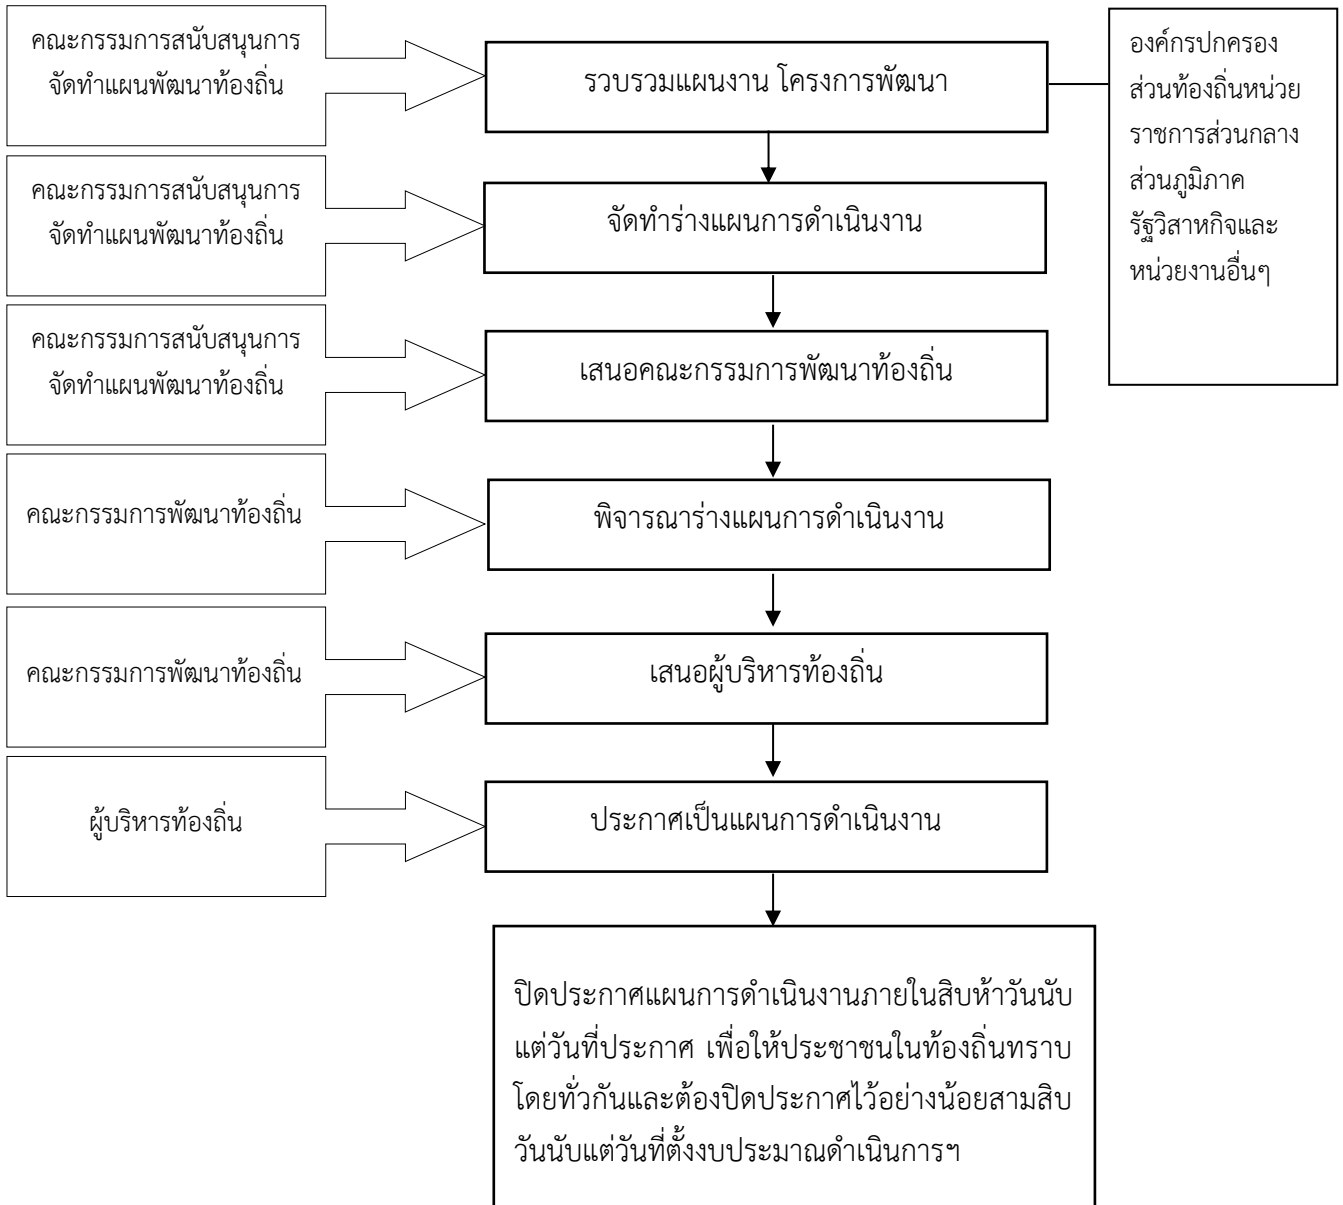 คณะกรรมการสนับสนุนการ
จัดทำแผนพัฒนาท้องถิ่น
รวบรวมแผนงาน โครงการพัฒนา
องค์กรปกครอง
ส่วนท้องถิ่นหน่วย
ราชการส่วนกลาง
ส่วนภูมิภาค
รัฐวิสาหกิจและ
หน่วยงานอื่นๆ
คณะกรรมการสนับสนุนการ
จัดทำแผนพัฒนาท้องถิ่น
จัดทำร่างแผนการดำเนินงาน
คณะกรรมการสนับสนุนการ
จัดทำแผนพัฒนาท้องถิ่น
เสนอคณะกรรมการพัฒนาท้องถิ่น
คณะกรรมการพัฒนาท้องถิ่น
พิจารณาร่างแผนการดำเนินงาน
คณะกรรมการพัฒนาท้องถิ่น
เสนอผู้บริหารท้องถิ่น
ผู้บริหารท้องถิ่น
ประกาศเป็นแผนการดำเนินงาน
ปิดประกาศแผนการดำเนินงานภายในสิบห้าวันนับ
แต่วันที่ประกาศ เพื่อให้ประชาชนในท้องถิ่นทราบ
โดยทั่วกันและต้องปิดประกาศไว้อย่างน้อยสามสิบ
วันนับแต่วันที่ตั้งงบประมาณดำเนินการฯ